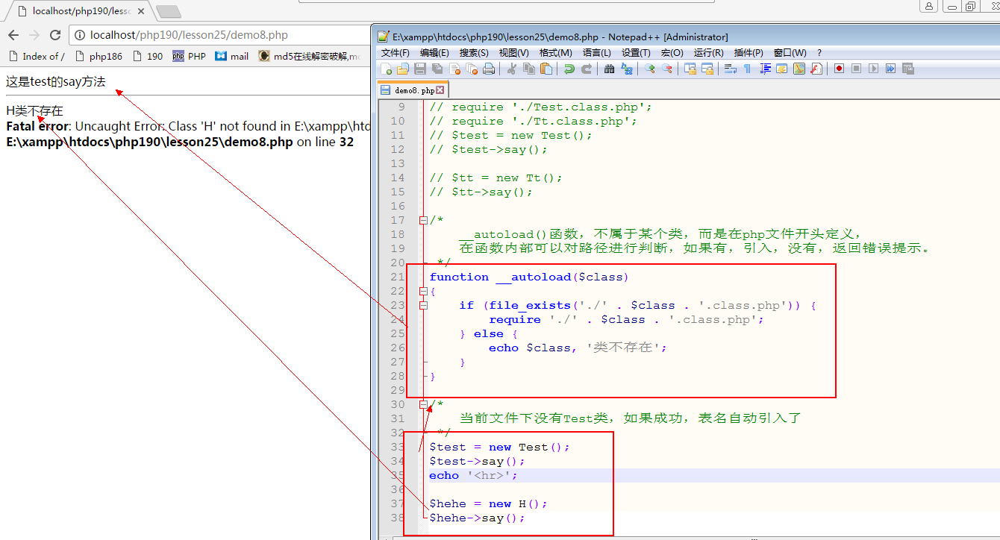 localhost/php190/less
localhost/php190/lesson25/demo8.php
Index of / php186 190 PHP mail md5在线解密破解,mc
这是test的say方法
H类不存在
Fatal error: Uncaught Error: Class 'H' not found in E:\xampp\htd
E:\xampp\htdocs\php190\lesson25\demo8.php on line 32
E:\xampp\htdocs\php190\lesson25\demo8.php - Notepad++ [Administrator]
文件(F) 编辑(E) 搜索(S) 视图(V) 格式(M) 语言(L) 设置(T) 宏(O) 运行(R) 插件(P) 窗口(W) ?
demo8.php
9 // require './Test.class.php';
10 // require './Tt.class.php';
11 // $test = new Test();
12 // $test->say();
13
14 // $tt = new Tt();
15 // $tt->say();
16
17 /*
18 __autoload()函数，不属于某个类，而是在php文件开头定义，
19 在函数内部可以对路径进行判断，如果有，引入，没有，返回错误提示。
20 */
21 function __autoload($class)
22 {
23 if (file_exists('./' . $class . '.class.php')) {
24 require './' . $class . '.class.php';
25 } else {
26 echo $class, '类不存在';
27 }
28 }
29
30 /*
31 当前文件下没有Test类，如果成功，表名自动引入了
32 */
33 $test = new Test();
34 $test->say();
35 echo '<hr>';
36
37 $hehe = new H();
38 $hehe->say();